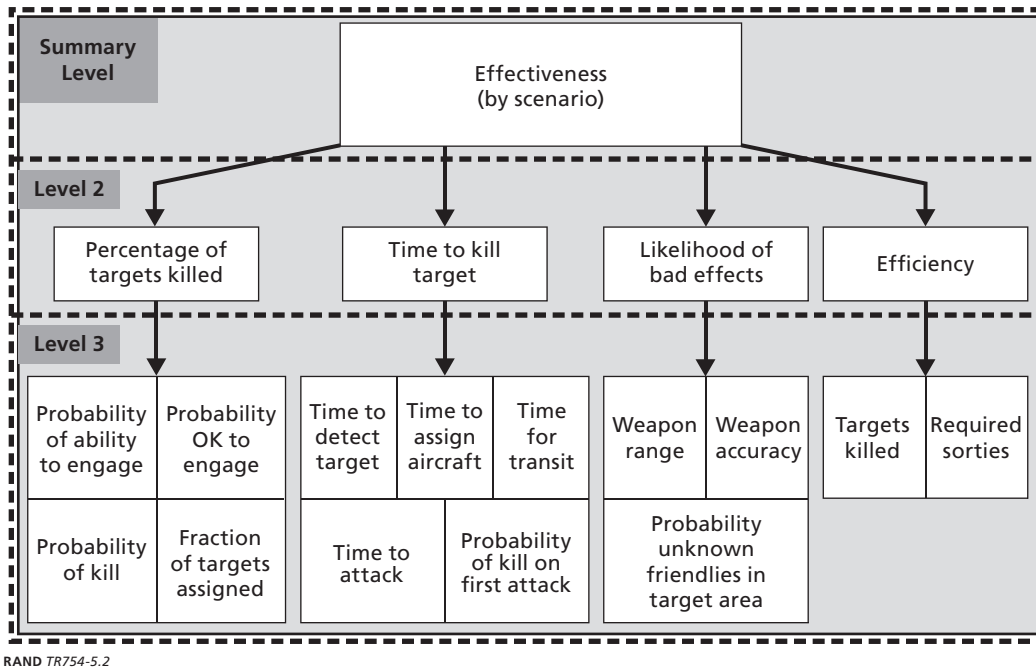 Summary
Level
Effectiveness
(by scenario)
Level 2
Percentage of
targets killed
Time to kill
target
Likelihood of
bad effects
Efficiency
Level 3
Probability
of ability
to engage
Probability
OK to
engage
Probability
of kill
Fraction
of targets
assigned
Time to
detect
target
Time to
assign
aircraft
Time
for
transit
Time to
attack
Probability
of kill on
first attack
Weapon
range
Weapon
accuracy
Probability
unknown
friendlies in
target area
Targets
killed
Required
sorties
RAND TR754-5.2